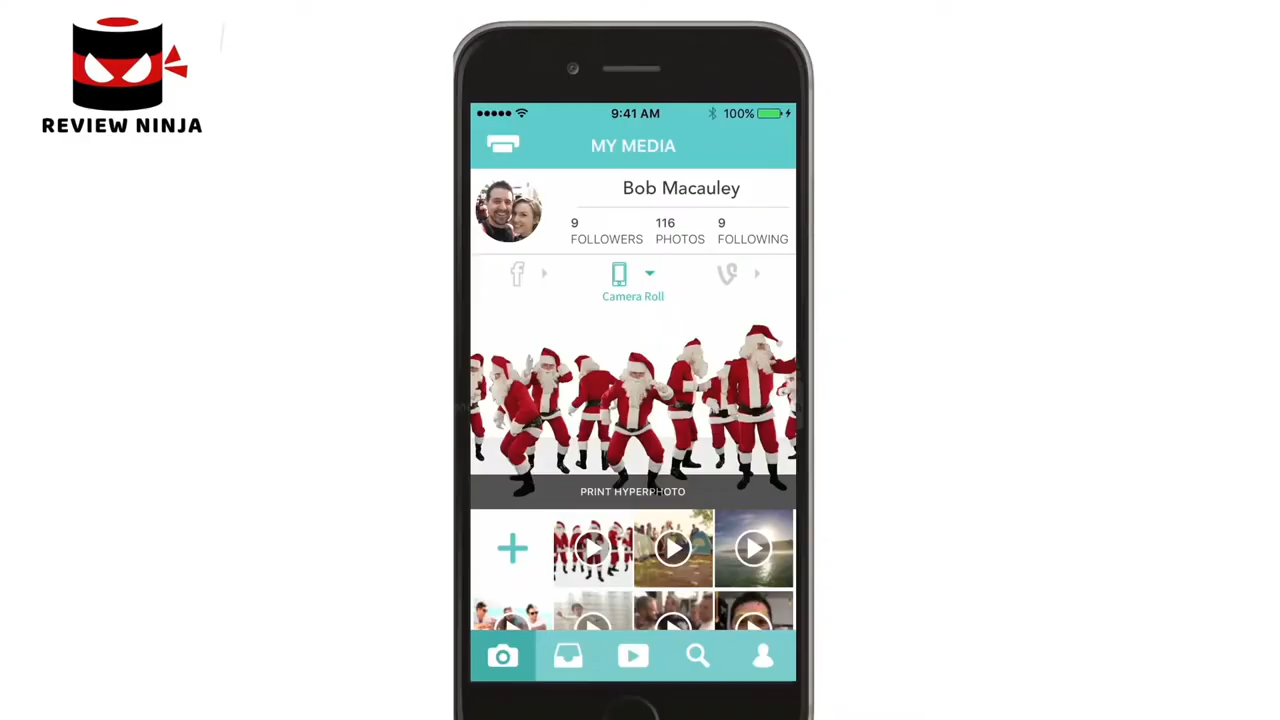 REVIEW NINJA
9:41 AM
100%
MY MEDIA
Bob Macauley
9 116 9
FOLLOWERS PHOTOS FOLLOWING
Camera Roll
PRINT HYPERPHOTO